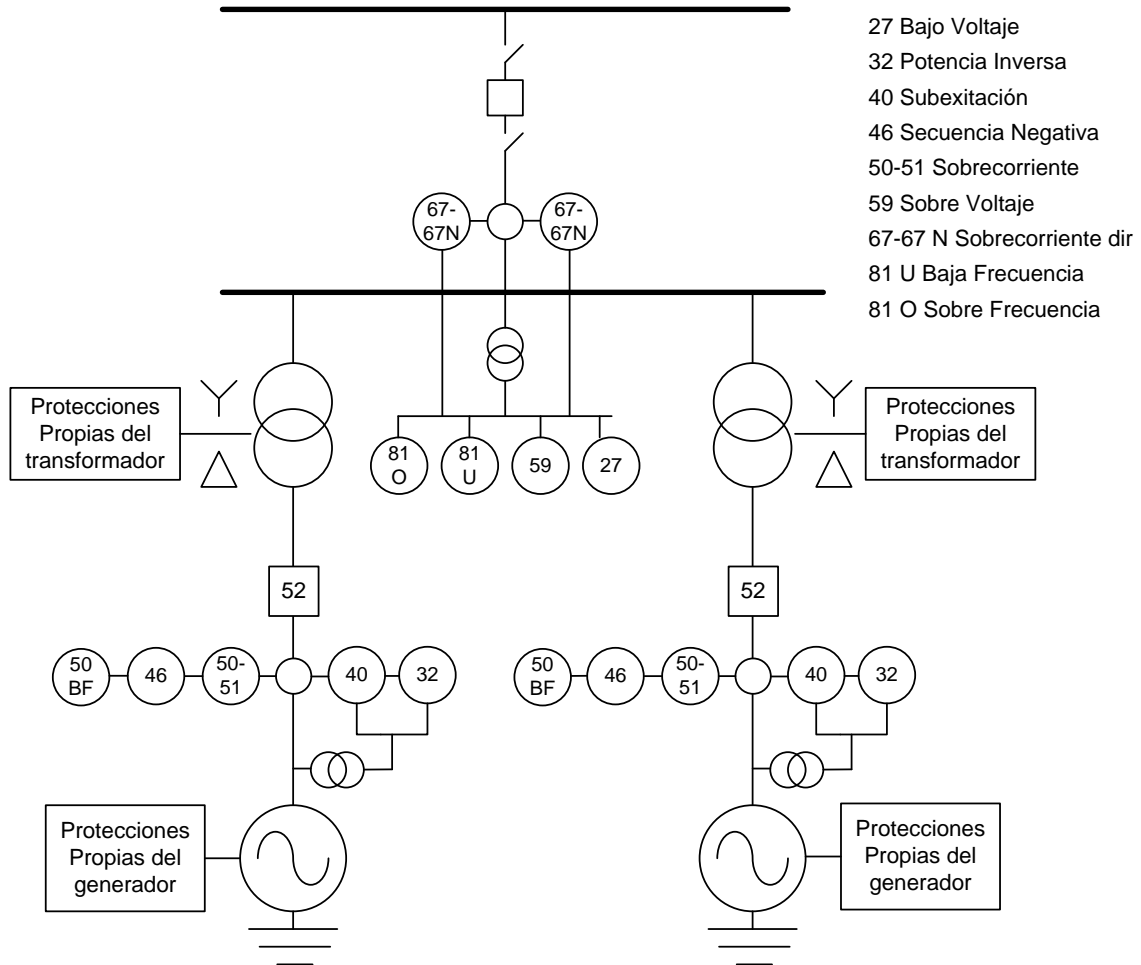 27 Bajo Voltaje
32 Potencia Inversa
40 Subexitación
46 Secuencia Negativa
50-51 Sobrecorriente
59 Sobre Voltaje
67-67 N Sobrecorriente dir
81 U Baja Frecuencia
81 O Sobre Frecuencia
67-
67N
67-
67N
Protecciones
Propias del
transformador
81
O
81
U
59
27
Protecciones
Propias del
transformador
52
52
50
BF
46
50-
51
40
32
50
BF
46
50-
51
40
32
Protecciones
Propias del
generador
Protecciones
Propias del
generador